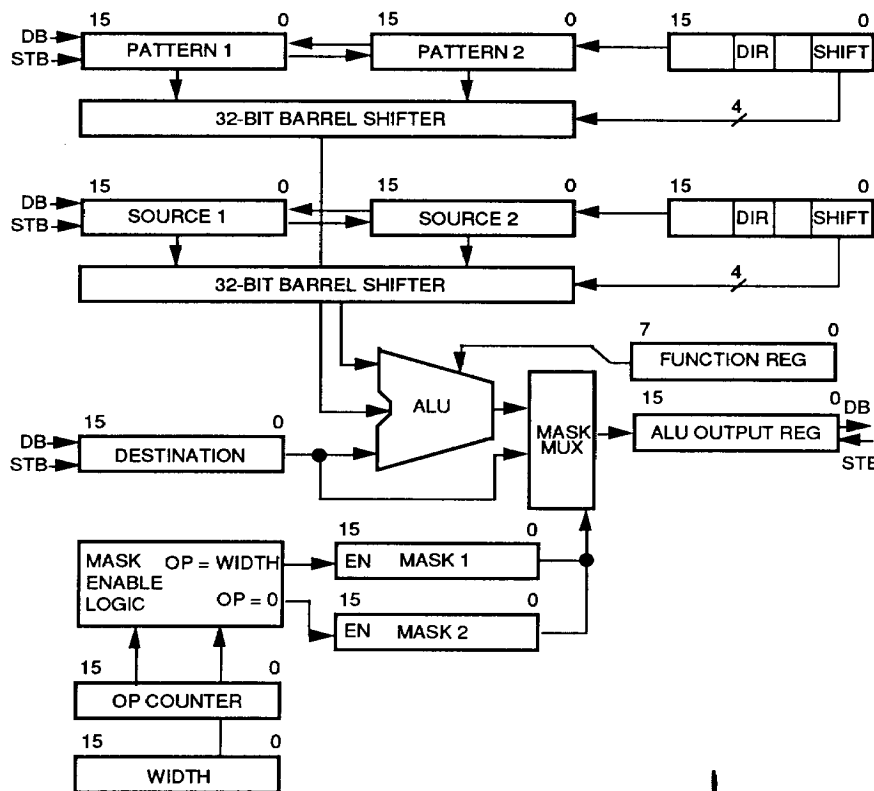 15 0 15 0 15 0
DB PATTERN 1 PATTERN 2 DIR SHIFT
STB
32-BIT BARREL SHIFTER 4
15 0 15 0 15 0
DB SOURCE 1 SOURCE 2 DIR SHIFT
STB
32-BIT BARREL SHIFTER 4
7 0
FUNCTION REG
ALU
15 0
MASK MUX
ALU OUTPUT REG DB
STB
15 0
DB DESTINATION
STB
15 0
MASK ENABLE LOGIC OP = WIDTH EN MASK 1
OP = 0
15 0
EN MASK 2
15 0
OP COUNTER
15 0
WIDTH